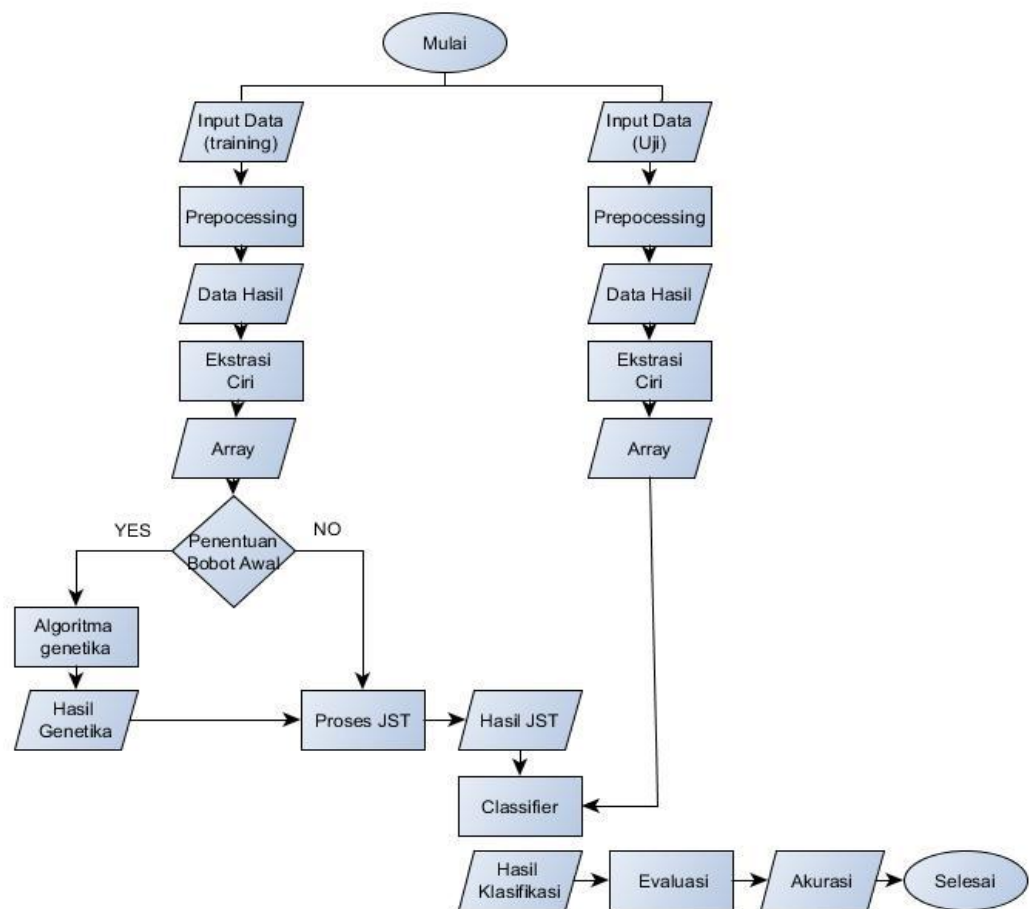 Mulai
Input Data
(training)
Input Data
(Uji)
Prepocessing
Prepocessing
Data Hasil
Data Hasil
Ekstrasi
Ciri
Ekstrasi
Ciri
Array
Array
YES
Penentuan
Bobot Awal
NO
Algoritma
genetika
Hasil
Genetika
Proses JST
Hasil JST
Classifier
Hasil
Klasifikasi
Evaluasi
Akurasi
Selesai